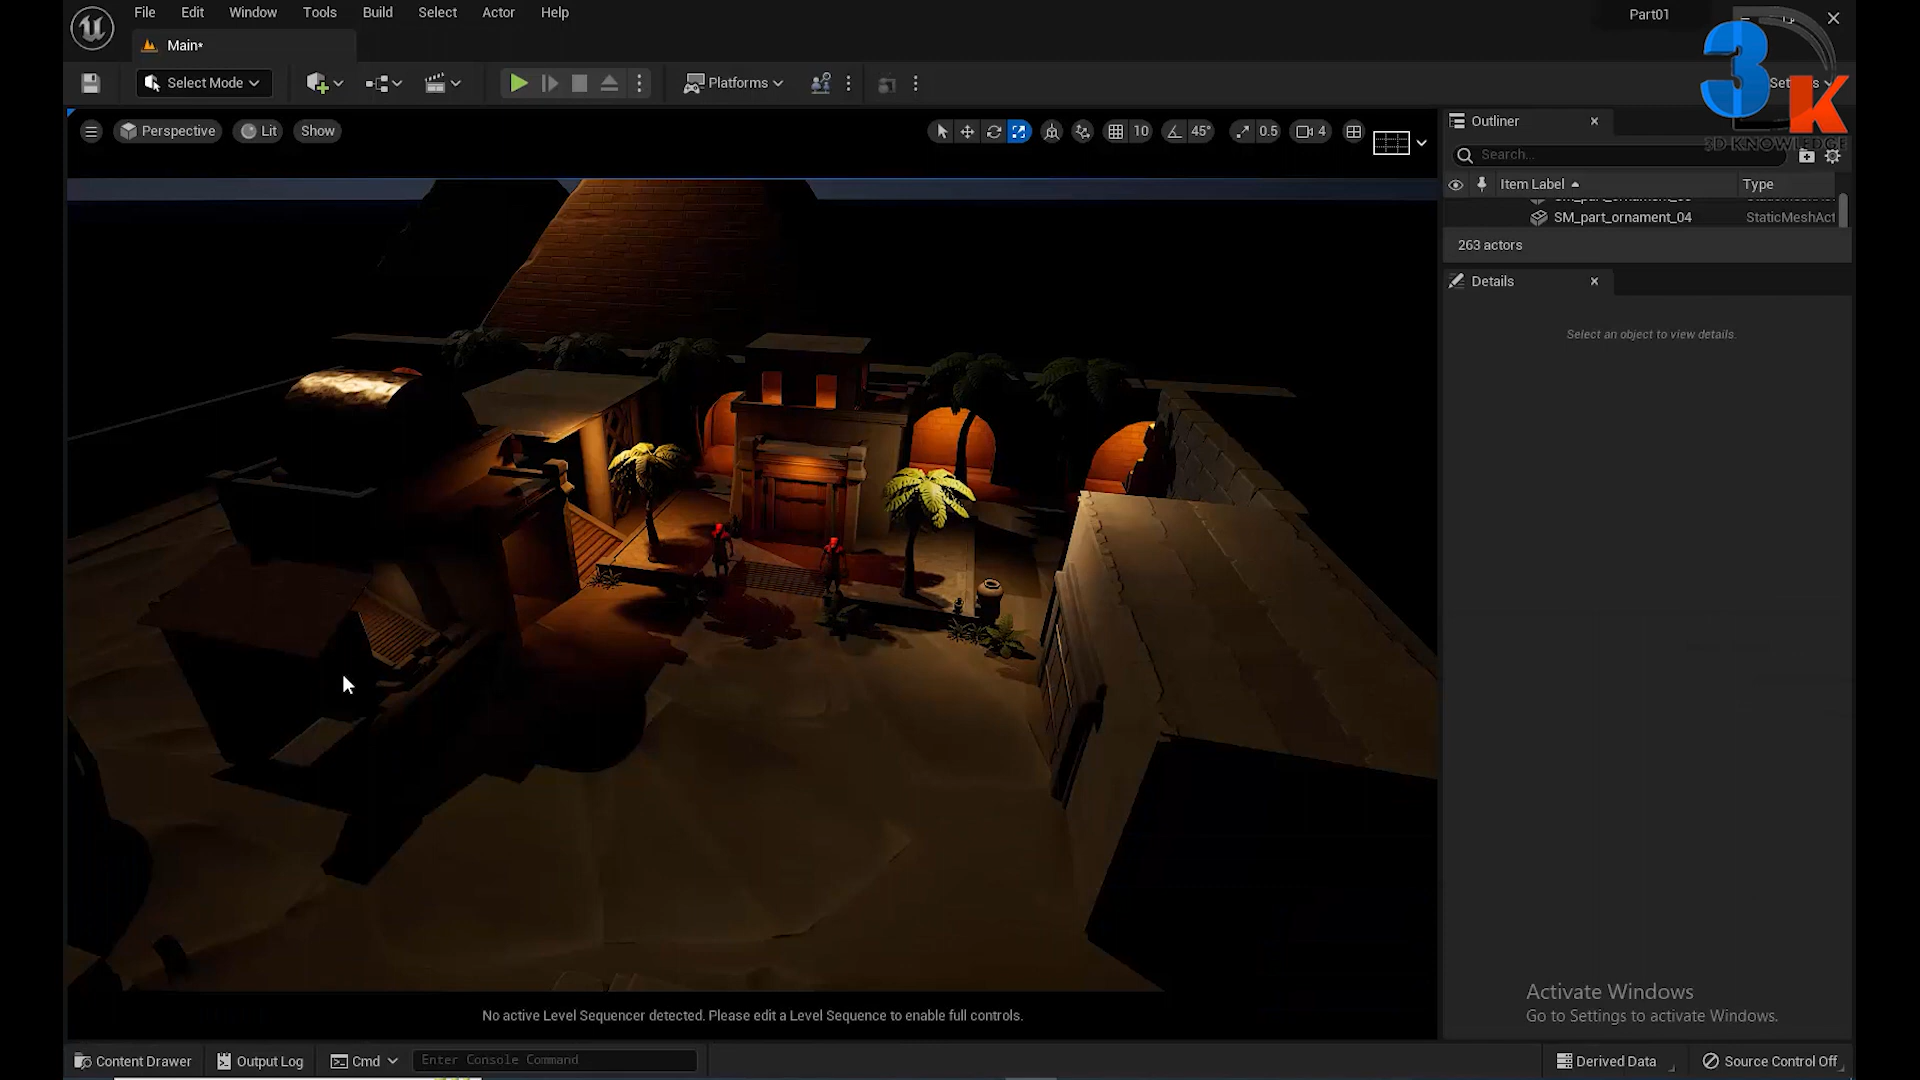 File Edit Window Tools Build Select Actor Help
Part01
Main*
Select Mode
Platforms
3
K
3D KNOWLEDGE
Perspective
Lit
Show
10
45°
0.5
4
Outliner
Search...
Item Label
Type
SM_part_ornament_04
StaticMeshAct
263 actors
Details
Select an object to view details.
No active Level Sequencer detected. Please edit a Level Sequence to enable full controls.
Activate Windows
Go to Settings to activate Windows.
Content Drawer
Output Log
Cmd
Enter Console Command
Derived Data
Source Control Off